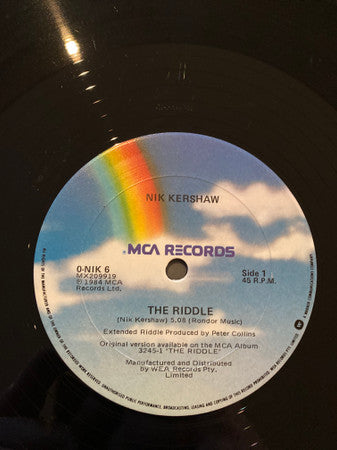 NIK KERSHAW
MCA RECORDS
0-NIK 6
MX209919
℗ 1984 MCA
Records Ltd.
Side 1
45 R.P.M.
THE RIDDLE
(Nik Kershaw) 5.08 (Rondor Music)
Extended Riddle Produced by Peter Collins
Original version available on the MCA Album
3245-1 "THE RIDDLE"
Manufactured and Distributed
by W.E.A Records Pty.
Limited